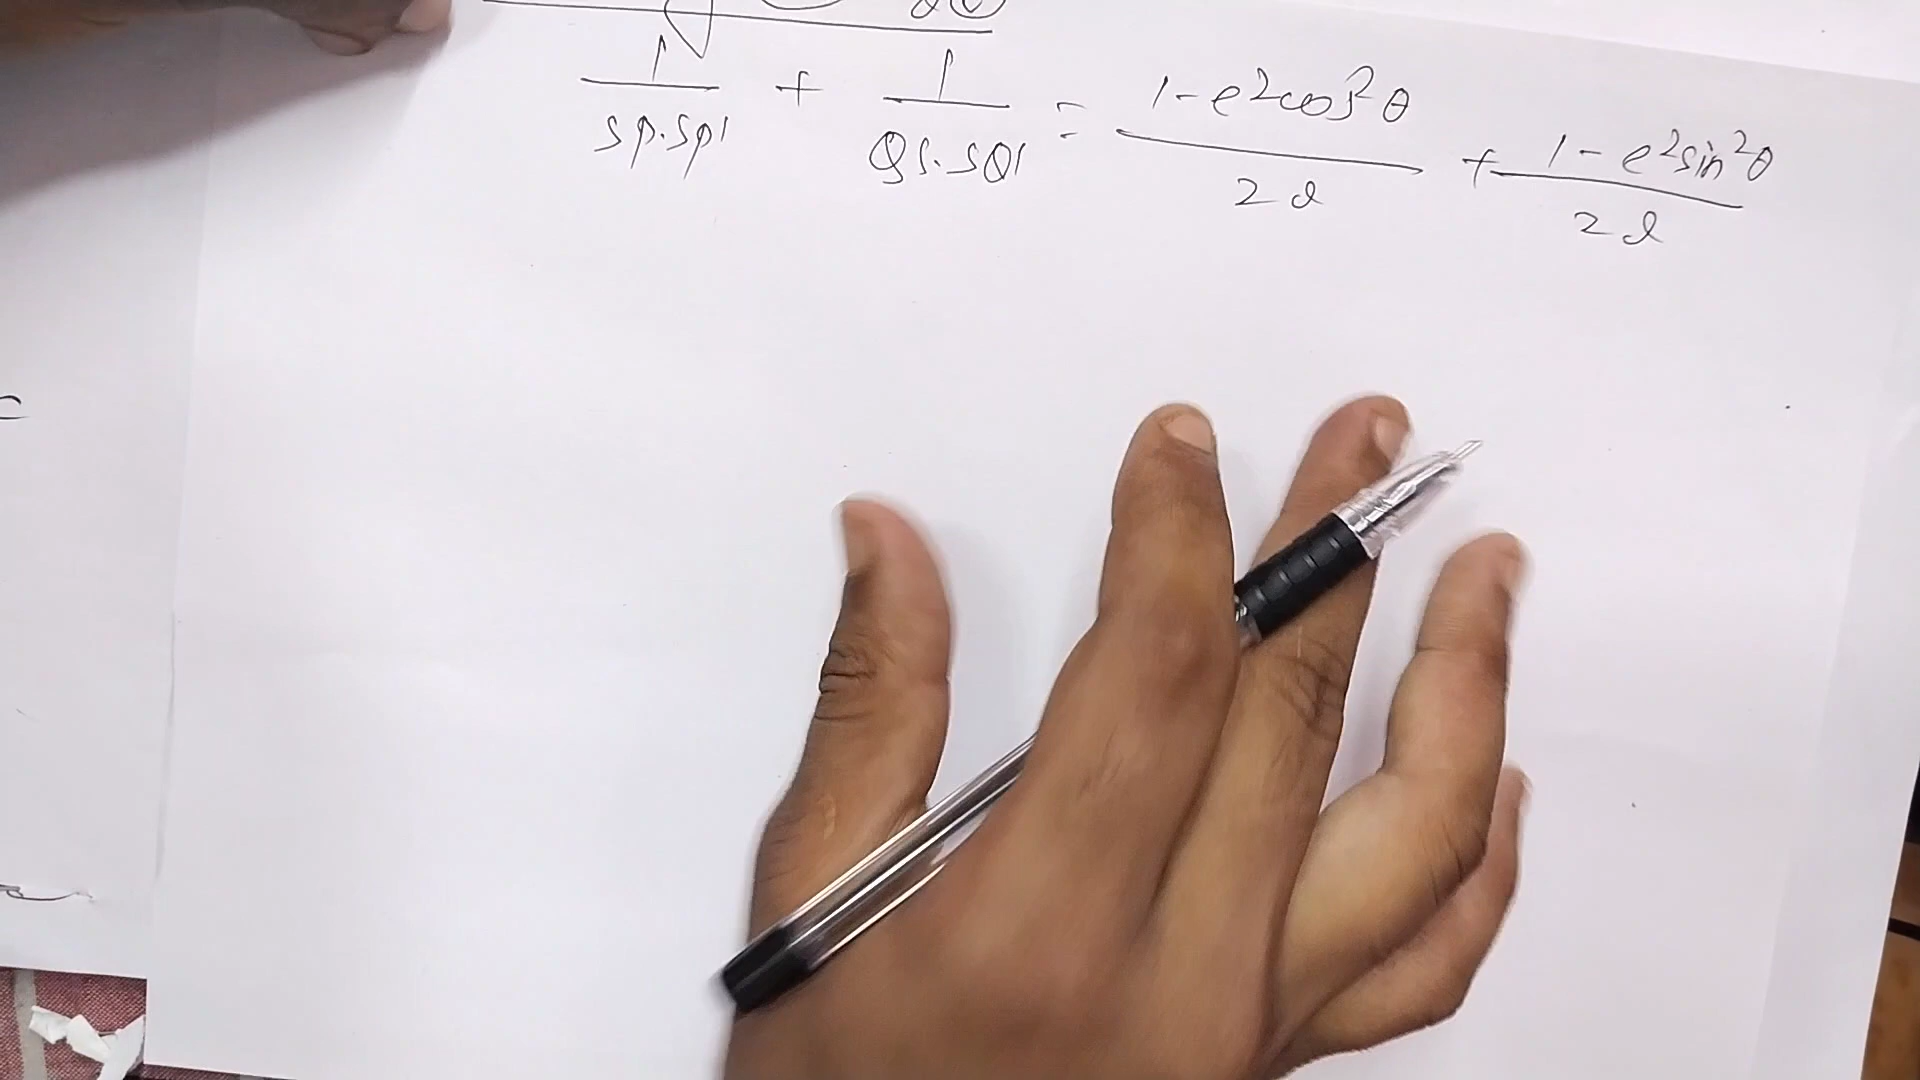 1/SP.SP' + 1/QS.SQ' = 1-e²cos²θ/2l + 1-e²sin²θ/2l